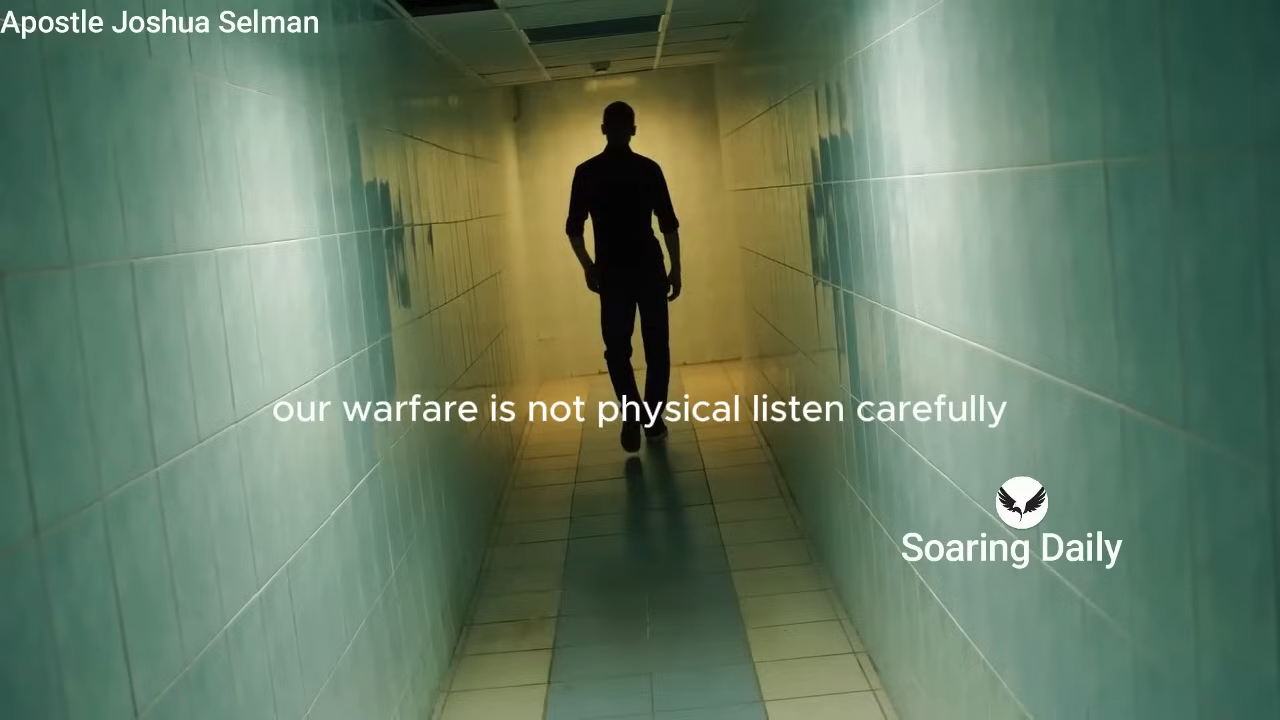 Apostle Joshua Selman
our warfare is not physical listen carefully
Soaring Daily